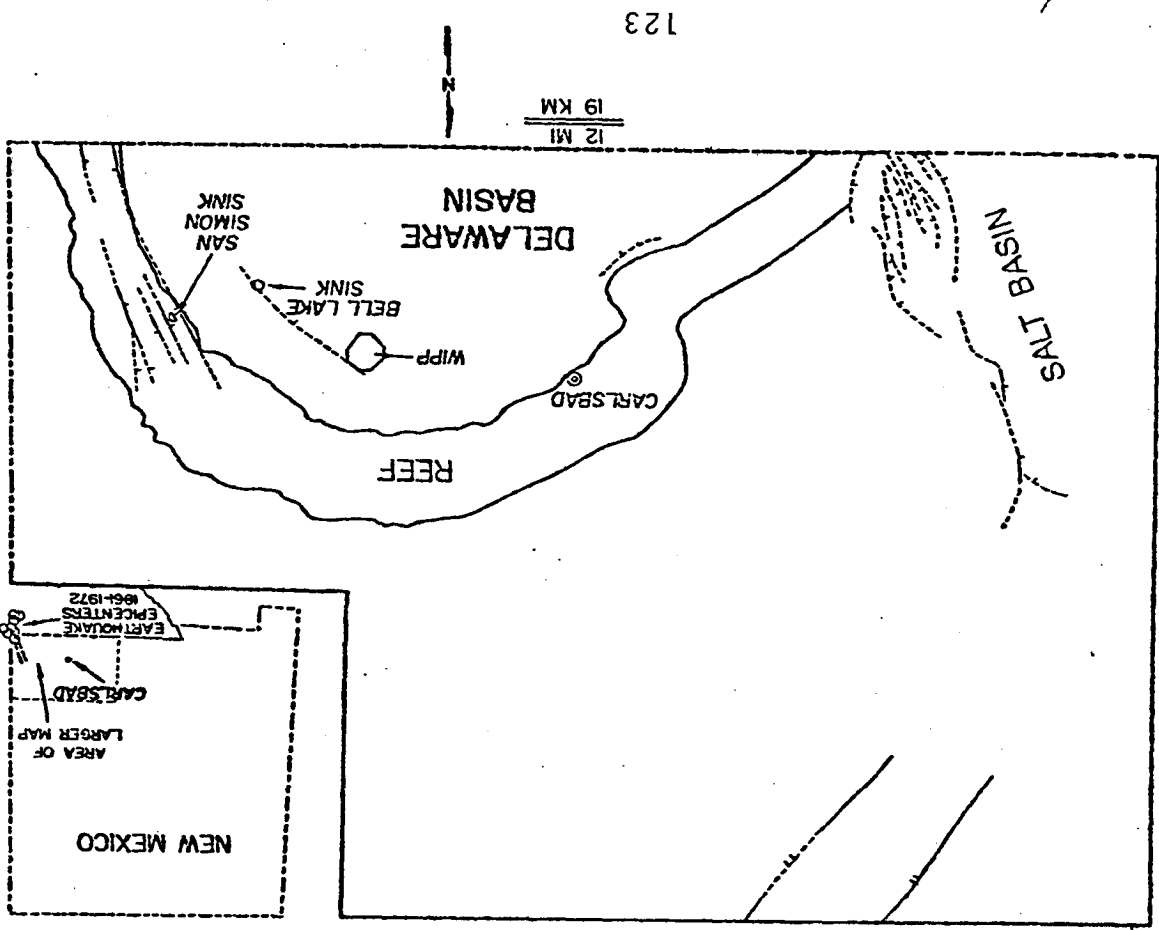 NEW MEXICO
AREA OF
LARGER MAP
CARLSBAD
EARTHQUAKE
EPICENTERS
1961-1972
REEF
CARLSBAD
WIPP
SALT BASIN
BELL LAKE
SINK
DELAWARE
BASIN
SAN
SIMON
SINK
12 MI
19 KM
N
123